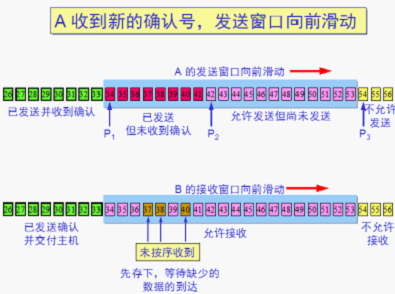 A 收到新的确认号，发送窗口向前滑动
A 的发送窗口向前滑动
26 27 28 29 30 31 32 33 34 35 36 37 38 39 40 41 42 43 44 45 46 47 48 49 50 51 52 53 54 55 56
已发送并收到确认
已发送
但未收到确认
允许发送但尚未发送
不允许
发送
P1
P2
P3
B 的接收窗口向前滑动
26 27 28 29 30 31 32 33 34 35 36 37 38 39 40 41 42 43 44 45 46 47 48 49 50 51 52 53 54 55 56
已发送确认
并交付主机
允许接收
不允许
接收
未按序收到
先存下，等待缺少的
数据的到达